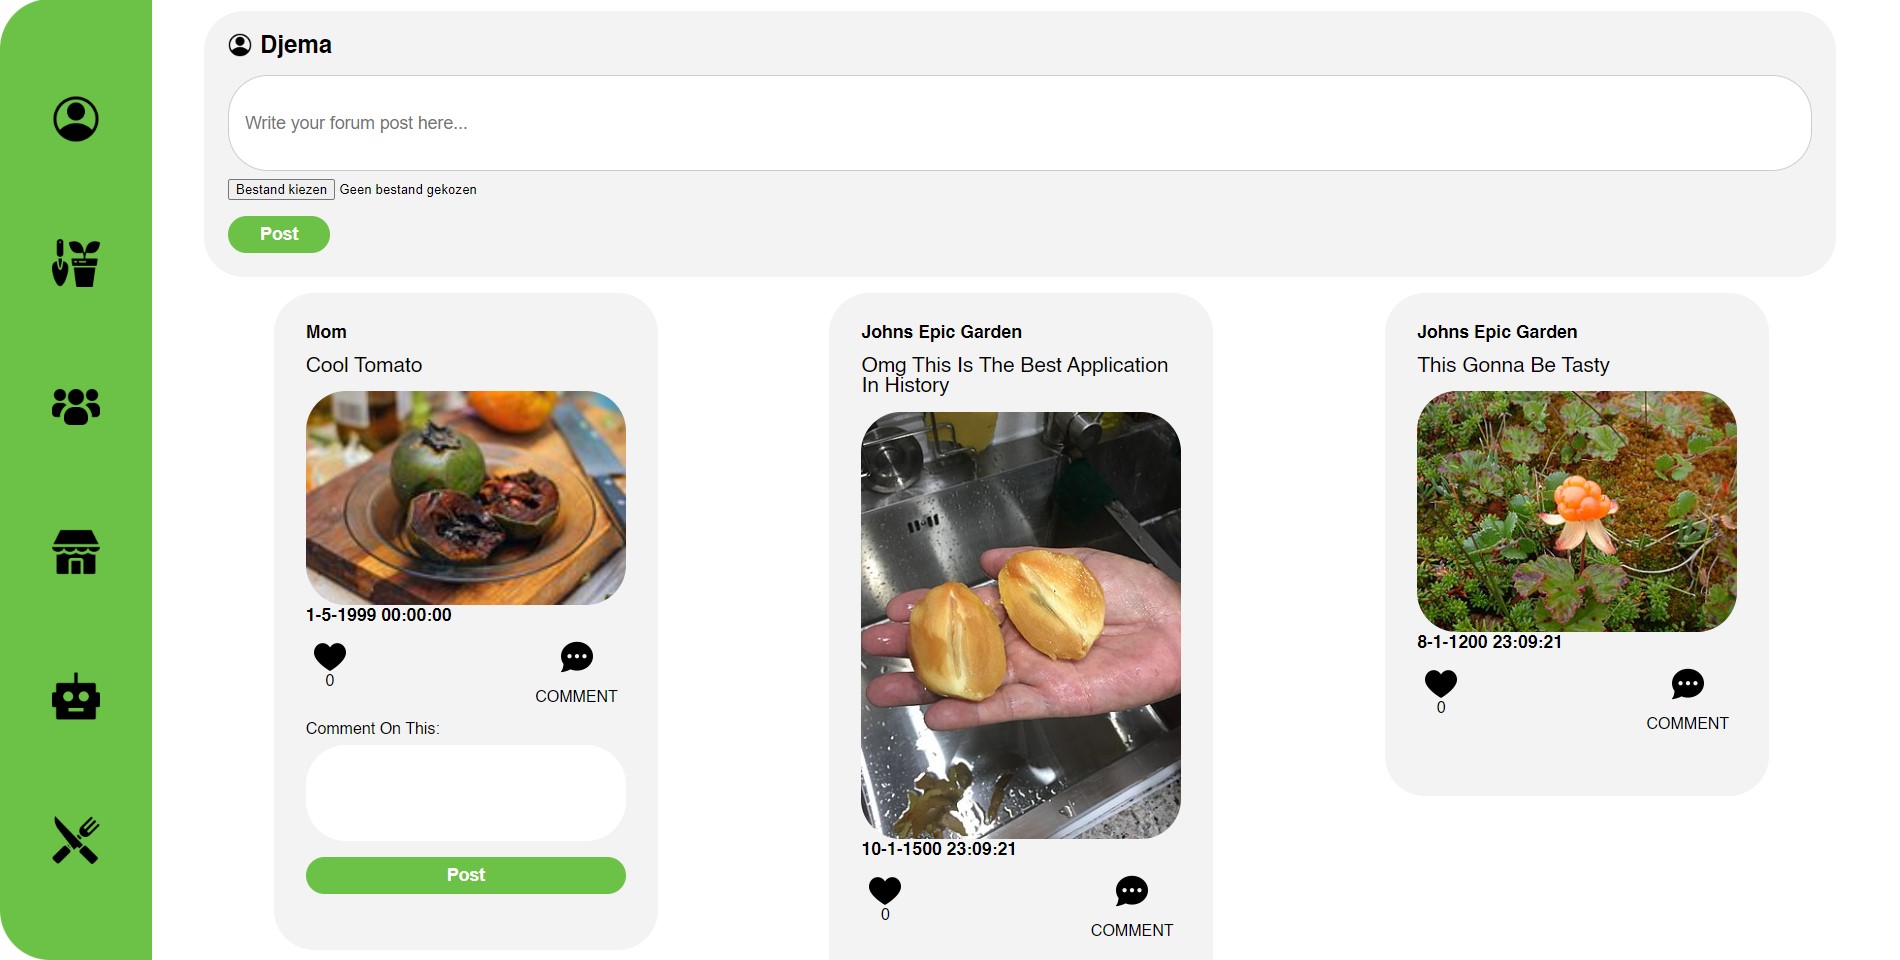 Djema
Write your forum post here...
Bestand kiezen Geen bestand gekozen
Post
Mom
Cool Tomato
1-5-1999 00:00:00
0
COMMENT
Comment On This:
Post
Johns Epic Garden
Omg This Is The Best Application
In History
10-1-1500 23:09:21
0
COMMENT
Johns Epic Garden
This Gonna Be Tasty
8-1-1200 23:09:21
0
COMMENT